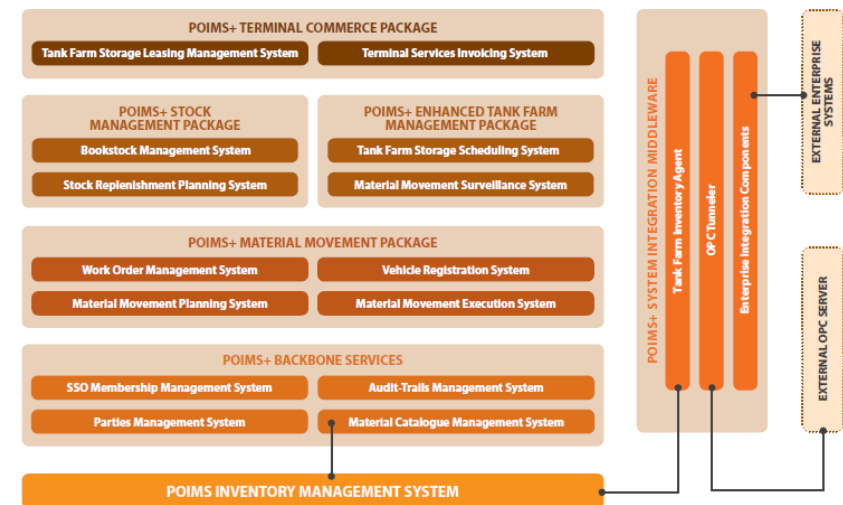 POIMS+ TERMINAL COMMERCE PACKAGE
Tank Farm Storage Leasing Management System
Terminal Services Invoicing System
POIMS+ STOCK
MANAGEMENT PACKAGE
Bookstock Management System
Stock Replenishment Planning System
POIMS+ ENHANCED TANK FARM
MANAGEMENT PACKAGE
Tank Farm Storage Scheduling System
Material Movement Surveillance System
POIMS+ MATERIAL MOVEMENT PACKAGE
Work Order Management System
Vehicle Registration System
Material Movement Planning System
Material Movement Execution System
POIMS+ BACKBONE SERVICES
SSO Membership Management System
Audit-Trails Management System
Parties Management System
Material Catalogue Management System
POIMS INVENTORY MANAGEMENT SYSTEM
POIMS+ SYSTEM INTEGRATION MIDDLEWARE
Tank Farm Inventory Agent
OPC Tunneler
Enterprise Integration Components
EXTERNAL ENTERPRISE
SYSTEMS
EXTERNAL OPC SERVER